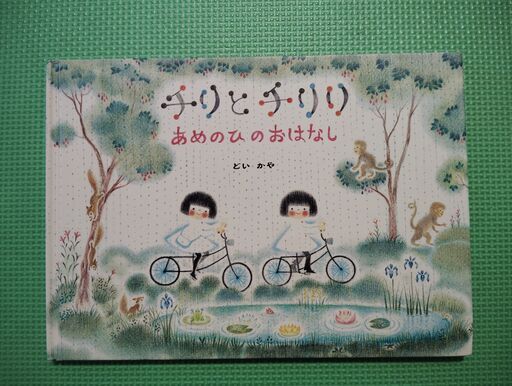 チリとチリリ
あめのひのおはなし
どい かや